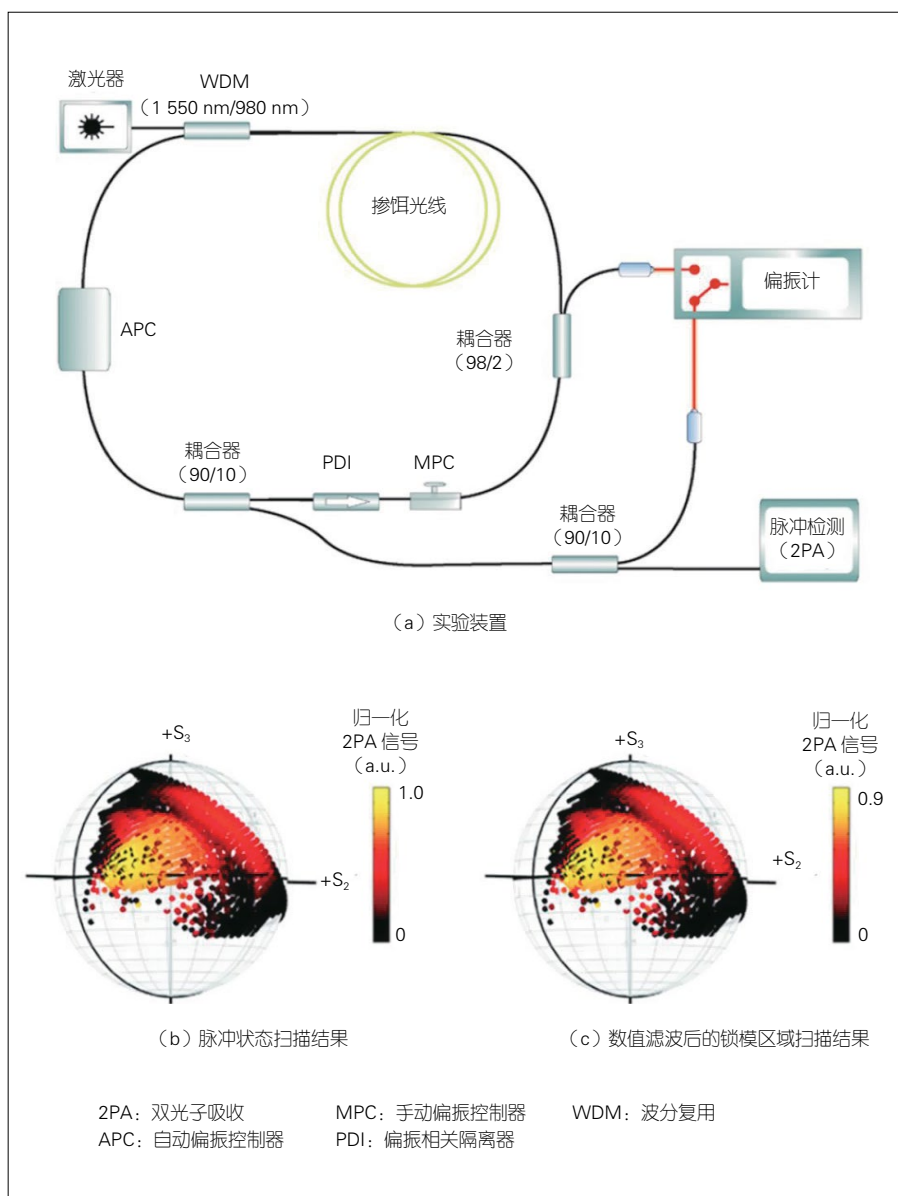 激光器
WDM
（1 550 nm/980 nm）
掺饵光线
偏振计
APC
耦合器
（98/2）
耦合器
（90/10）
PDI
MPC
耦合器
（90/10）
脉冲检测
（2PA）
（a）实验装置
归一化
2PA 信号
（a.u.）
+S₃
1.0
+S₂
0
（b）脉冲状态扫描结果
归一化
2PA 信号
（a.u.）
+S₃
0.9
+S₂
0
（c）数值滤波后的锁模区域扫描结果
2PA：双光子吸收 MPC：手动偏振控制器 WDM：波分复用
APC：自动偏振控制器 PDI：偏振相关隔离器